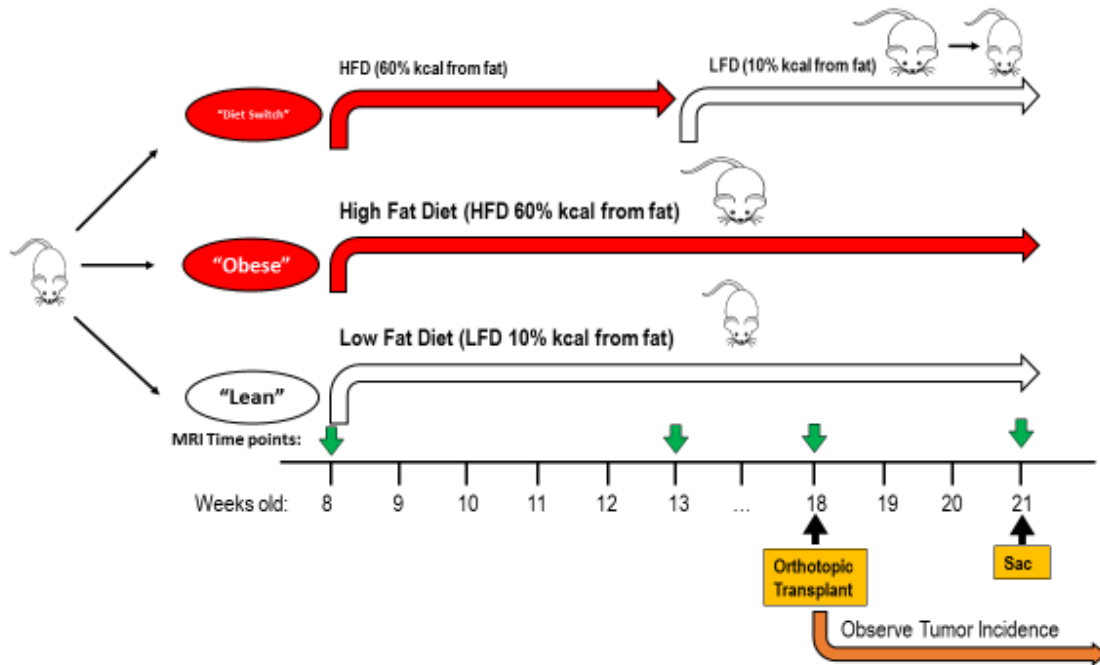 HFD (60% kcal from fat)
LFD (10% kcal from fat)
"Diet Switch"
High Fat Diet (HFD 60% kcal from fat)
"Obese"
Low Fat Diet (LFD 10% kcal from fat)
"Lean"
MRI Time points:
Weeks old: 8 9 10 11 12 13 ... 18 19 20 21
Orthotopic
Transplant
Sac
Observe Tumor Incidence